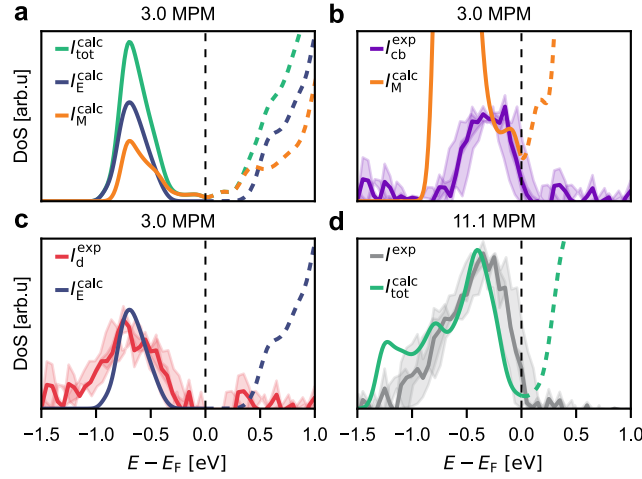 a 3.0 MPM
I_tot^calc
I_E^calc
I_M^calc
DoS [arb.u]
b 3.0 MPM
I_cb^exp
I_M^calc
c 3.0 MPM
I_d^exp
I_E^calc
DoS [arb.u]
−1.5 −1.0 −0.5 0.0 0.5 1.0
E − E_F [eV]
d 11.1 MPM
I^exp
I_tot^calc
−1.5 −1.0 −0.5 0.0 0.5 1.0
E − E_F [eV]